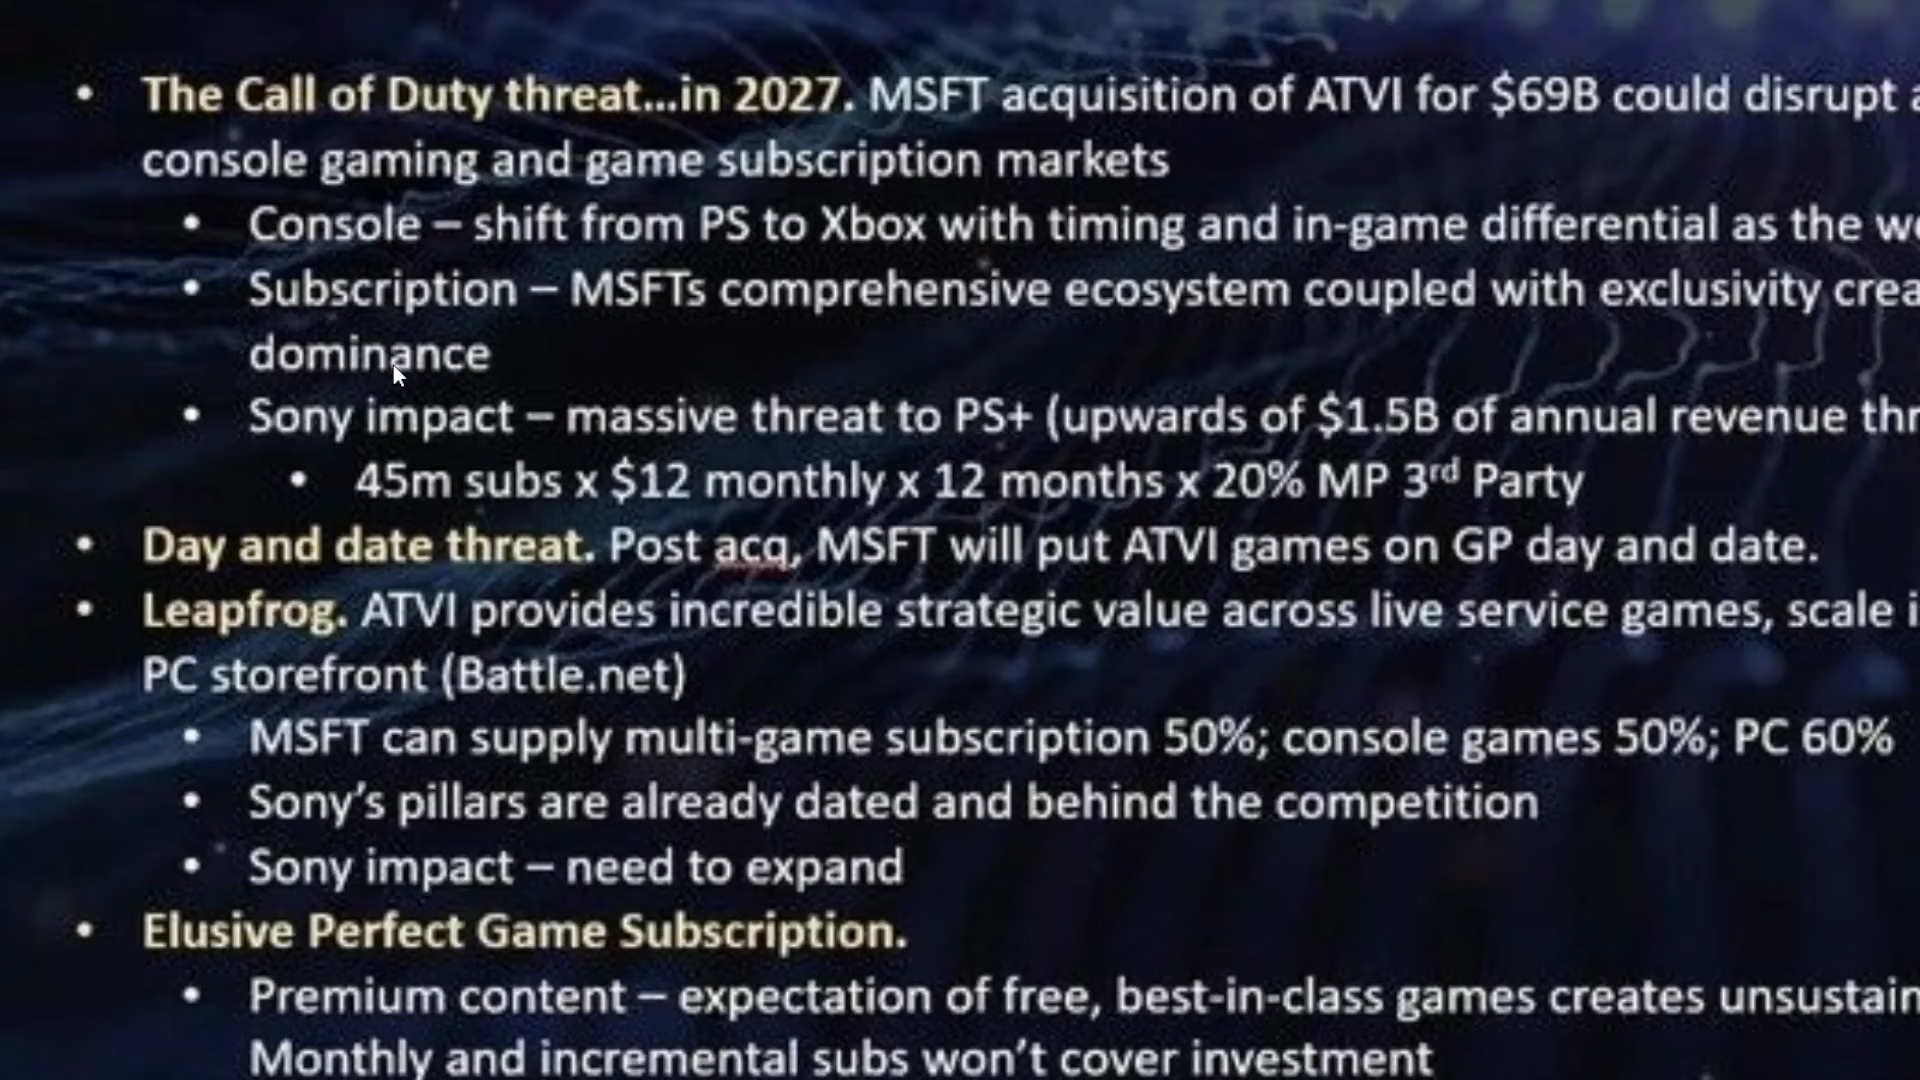 • The Call of Duty threat...in 2027. MSFT acquisition of ATVI for $69B could disrupt
console gaming and game subscription markets
• Console – shift from PS to Xbox with timing and in-game differential as the
• Subscription – MSFTs comprehensive ecosystem coupled with exclusivity
dominance
• Sony impact – massive threat to PS+ (upwards of $1.5B of annual revenue
• 45m subs x $12 monthly x 12 months x 20% MP 3rd Party
• Day and date threat. Post acq, MSFT will put ATVI games on GP day and date.
• Leapfrog. ATVI provides incredible strategic value across live service games, scale
PC storefront (Battle.net)
• MSFT can supply multi-game subscription 50%; console games 50%; PC 60%
• Sony’s pillars are already dated and behind the competition
• Sony impact – need to expand
• Elusive Perfect Game Subscription.
• Premium content – expectation of free, best-in-class games creates
Monthly and incremental subs won’t cover investment